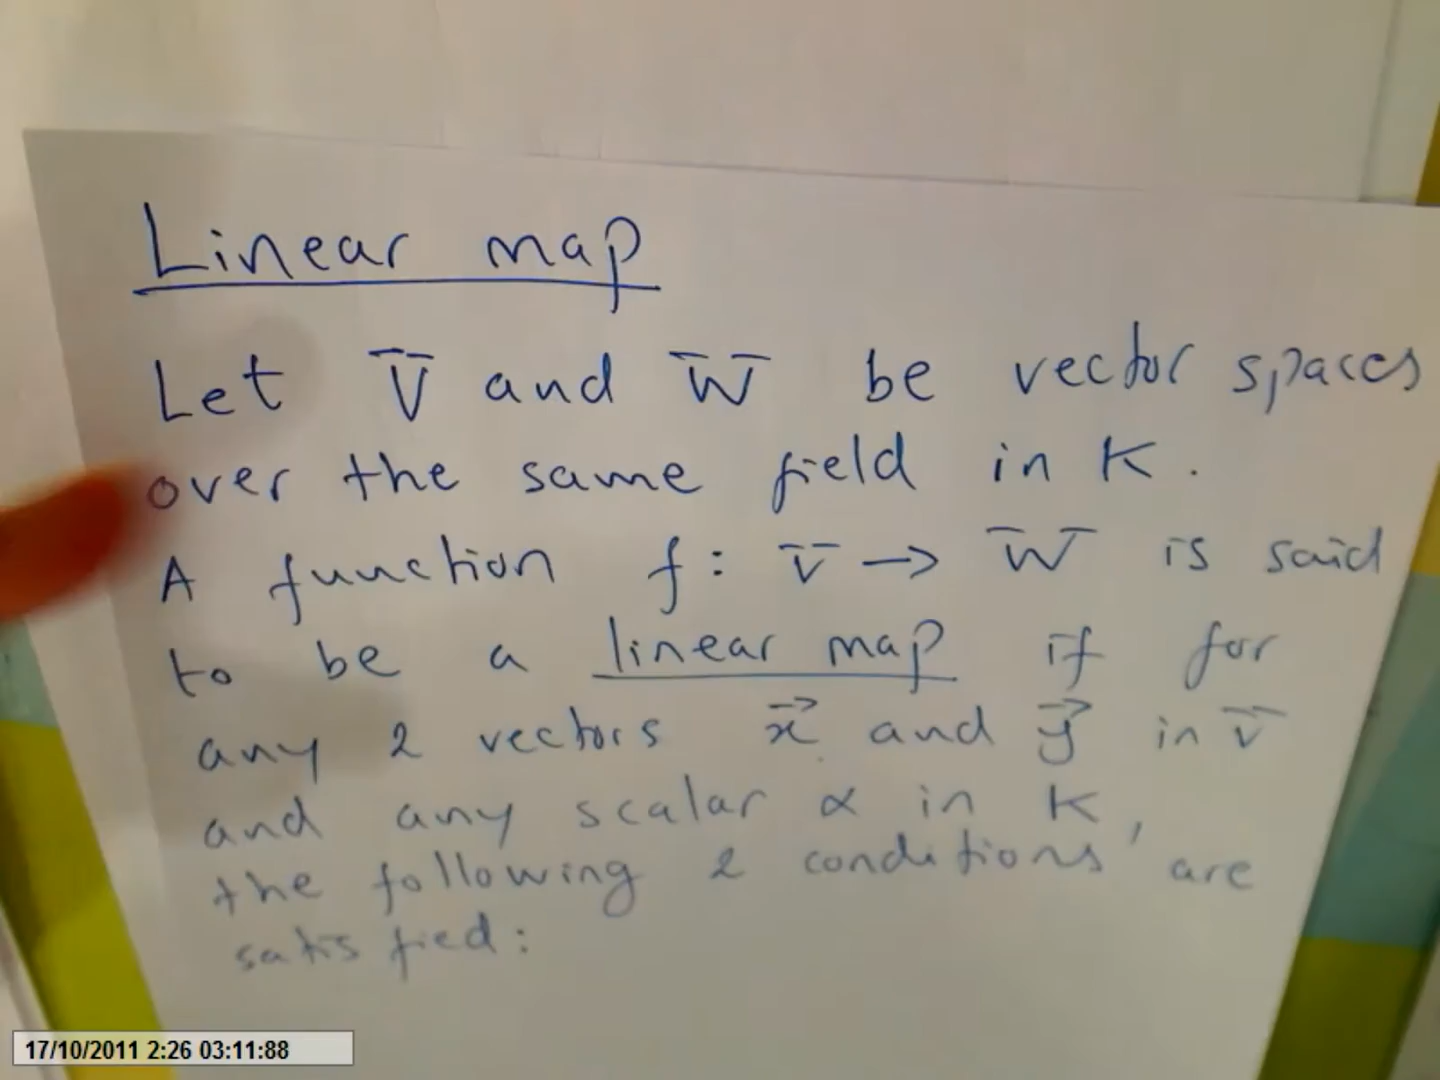 Linear map
Let V and W be vector spaces
over the same field in K.
A function f: V → W is said
to be a linear map if for
any 2 vectors x⃗ and y⃗ in V
and any scalar α in K,
the following 2 conditions are
satisfied:
17/10/2011 2:26 03:11:88